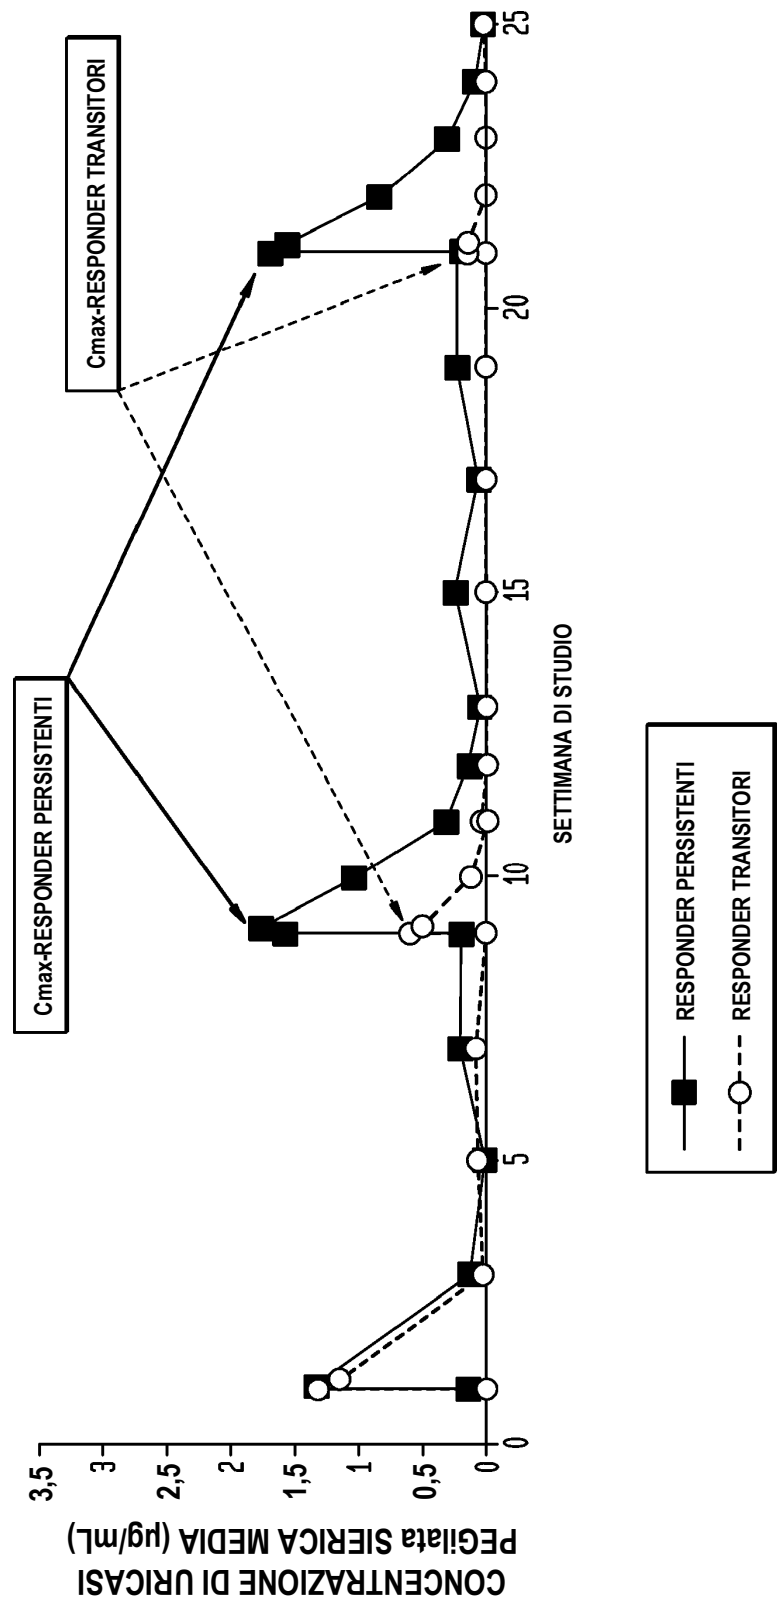 CONCENTRAZIONE DI URICASI
PEGilata SIERICA MEDIA (µg/mL)
3,5
3
2,5
2
1,5
1
0,5
0
Cmax-RESPONDER PERSISTENTI
Cmax-RESPONDER TRANSITORI
0
5
10
15
20
25
SETTIMANA DI STUDIO
RESPONDER PERSISTENTI
RESPONDER TRANSITORI